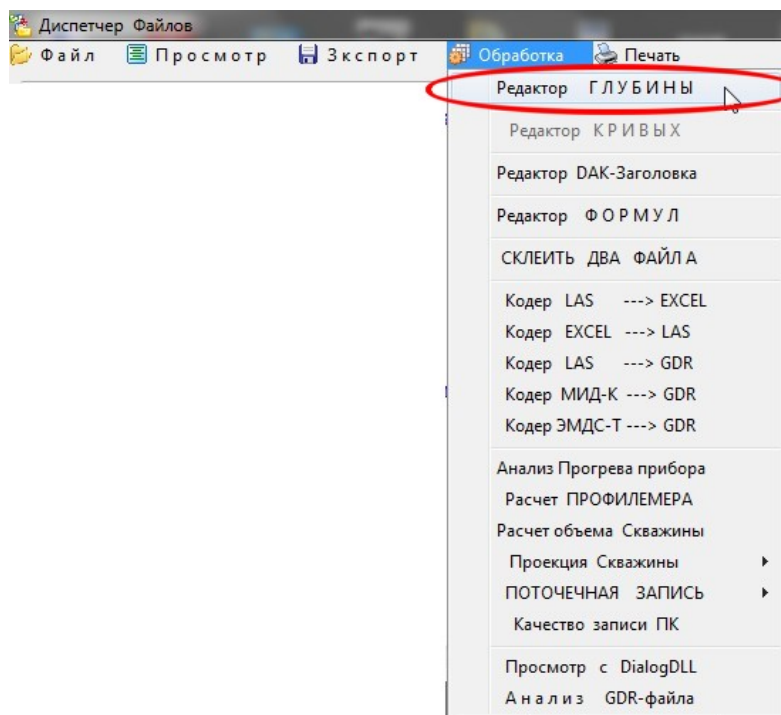 Диспетчер Файлов
Файл Просмотр Экспорт Обработка Печать
Редактор ГЛУБИНЫ
Редактор КРИВЫХ
Редактор DAK-Заголовка
Редактор ФОРМУЛ
СКЛЕИТЬ ДВА ФАЙЛА
Кодер LAS ---> EXCEL
Кодер EXCEL ---> LAS
Кодер LAS ---> GDR
Кодер МИД-К ---> GDR
Кодер ЭМДС-Т ---> GDR
Анализ Прогрева прибора
Расчет ПРОФИЛЕМЕРА
Расчет объема Скважины
Проекция Скважины
ПОТОЧЕЧНАЯ ЗАПИСЬ
Качество записи ПК
Просмотр с DialogDLL
Анализ GDR-файла